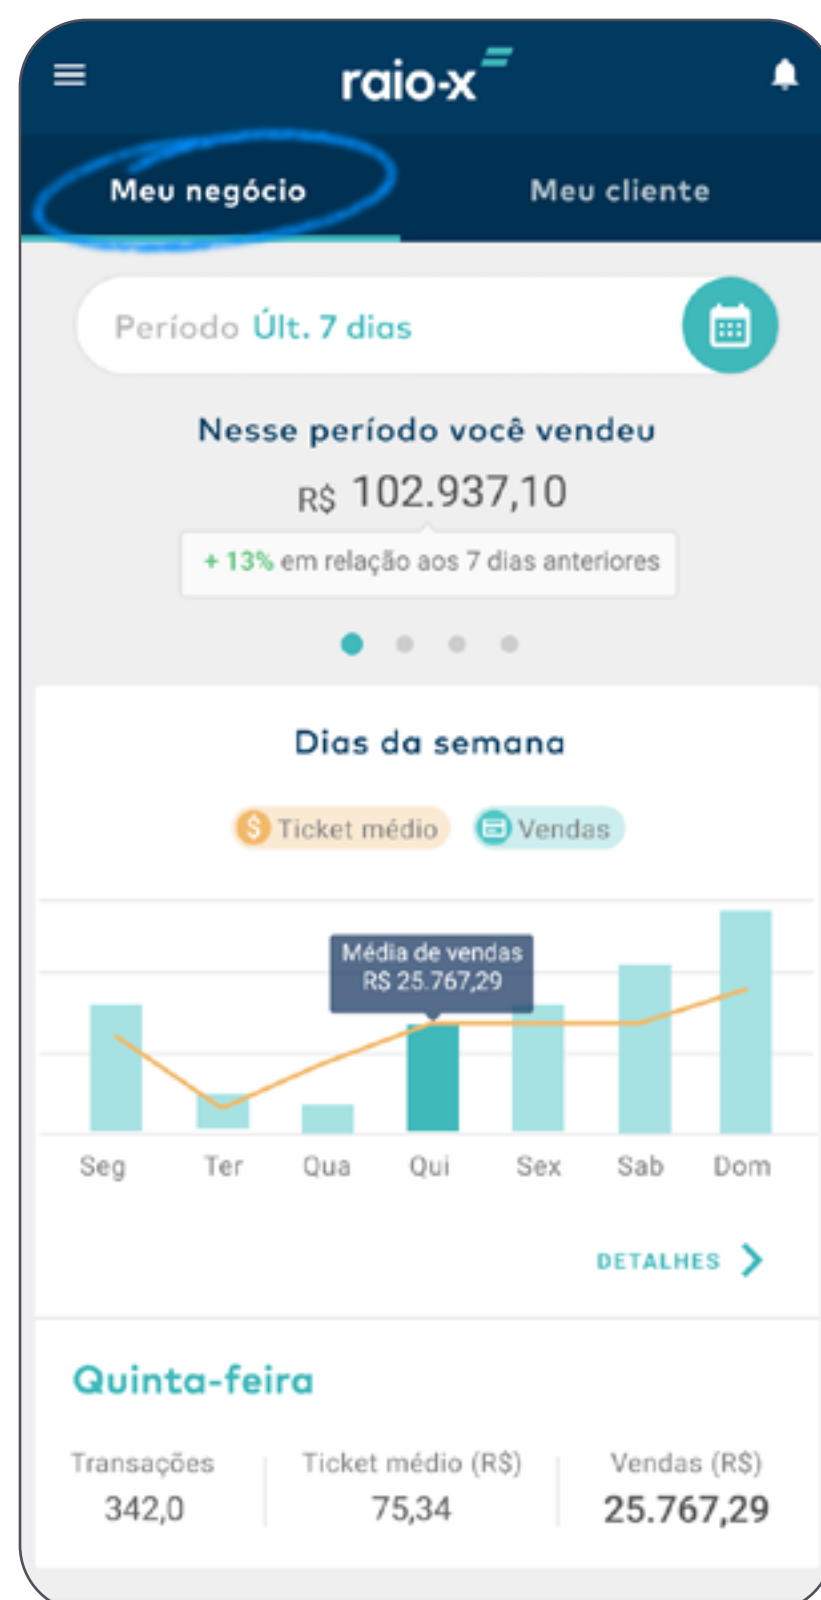 raio-x
Meu negócio
Meu cliente
Período Últ. 7 dias
Nesse período você vendeu
R$ 102.937,10
+ 13% em relação aos 7 dias anteriores
Dias da semana
$ Ticket médio
Vendas
Média de vendas
R$ 25.767,29
Seg Ter Qua Qui Sex Sab Dom
DETALHES
Quinta-feira
Transações Ticket médio (R$) Vendas (R$)
342,0 75,34 25.767,29